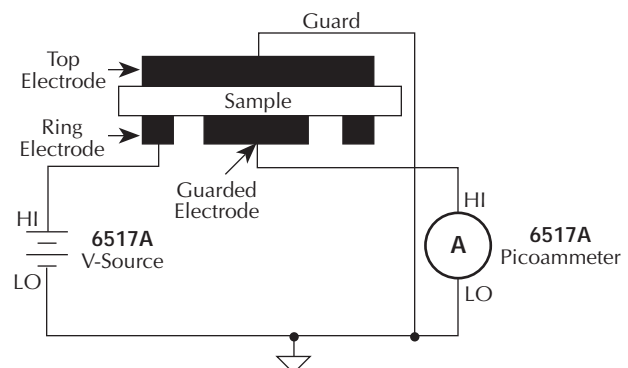 Guard
Top
Electrode
Sample
Ring
Electrode
Guarded
Electrode
HI
6517A
V-Source
LO
HI
A
6517A
Picoammeter
LO